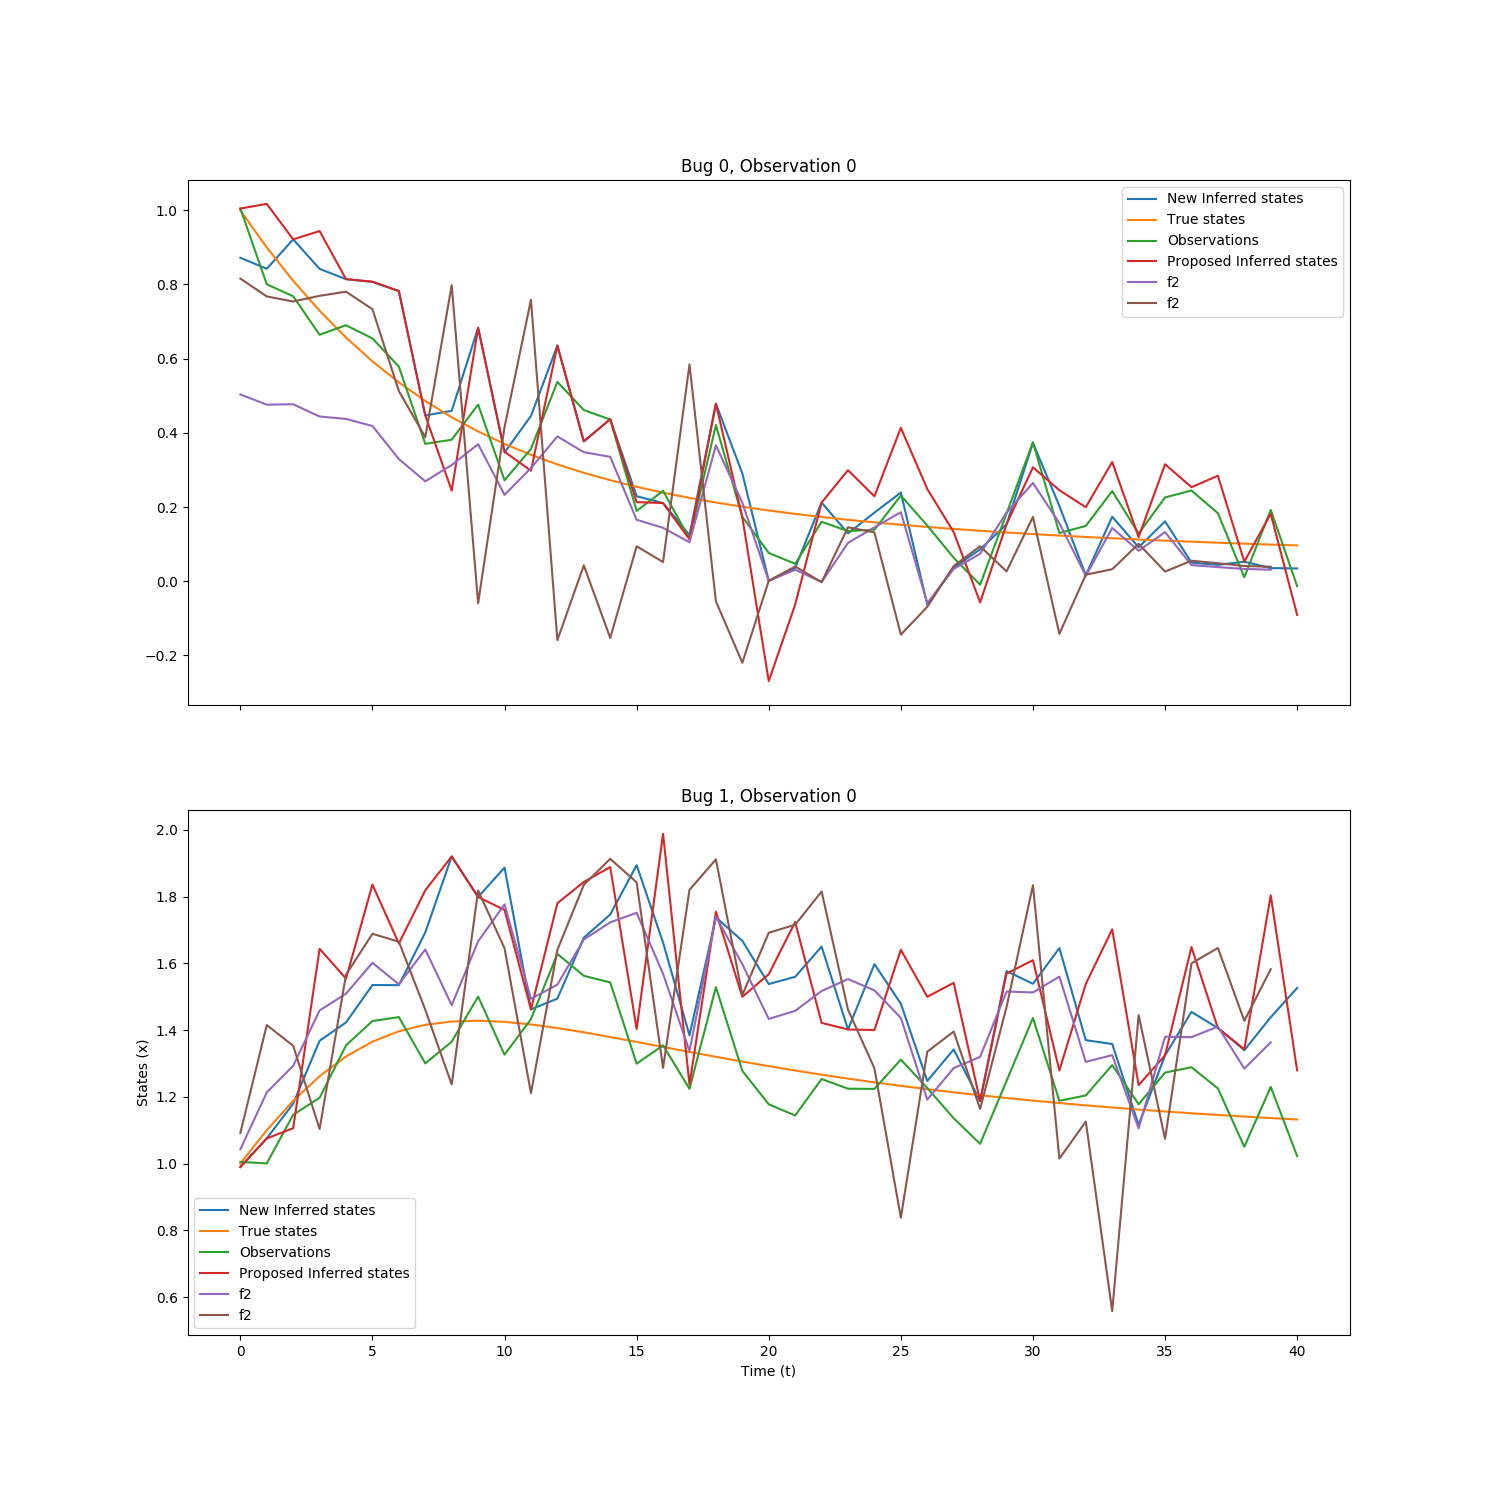 Bug 0, Observation 0
1.0
0.8
0.6
0.4
0.2
0.0
−0.2
New Inferred states
True states
Observations
Proposed Inferred states
f2
f2
Bug 1, Observation 0
States (x)
2.0
1.8
1.6
1.4
1.2
1.0
0.8
0.6
New Inferred states
True states
Observations
Proposed Inferred states
f2
f2
0 5 10 15 20 25 30 35 40
Time (t)